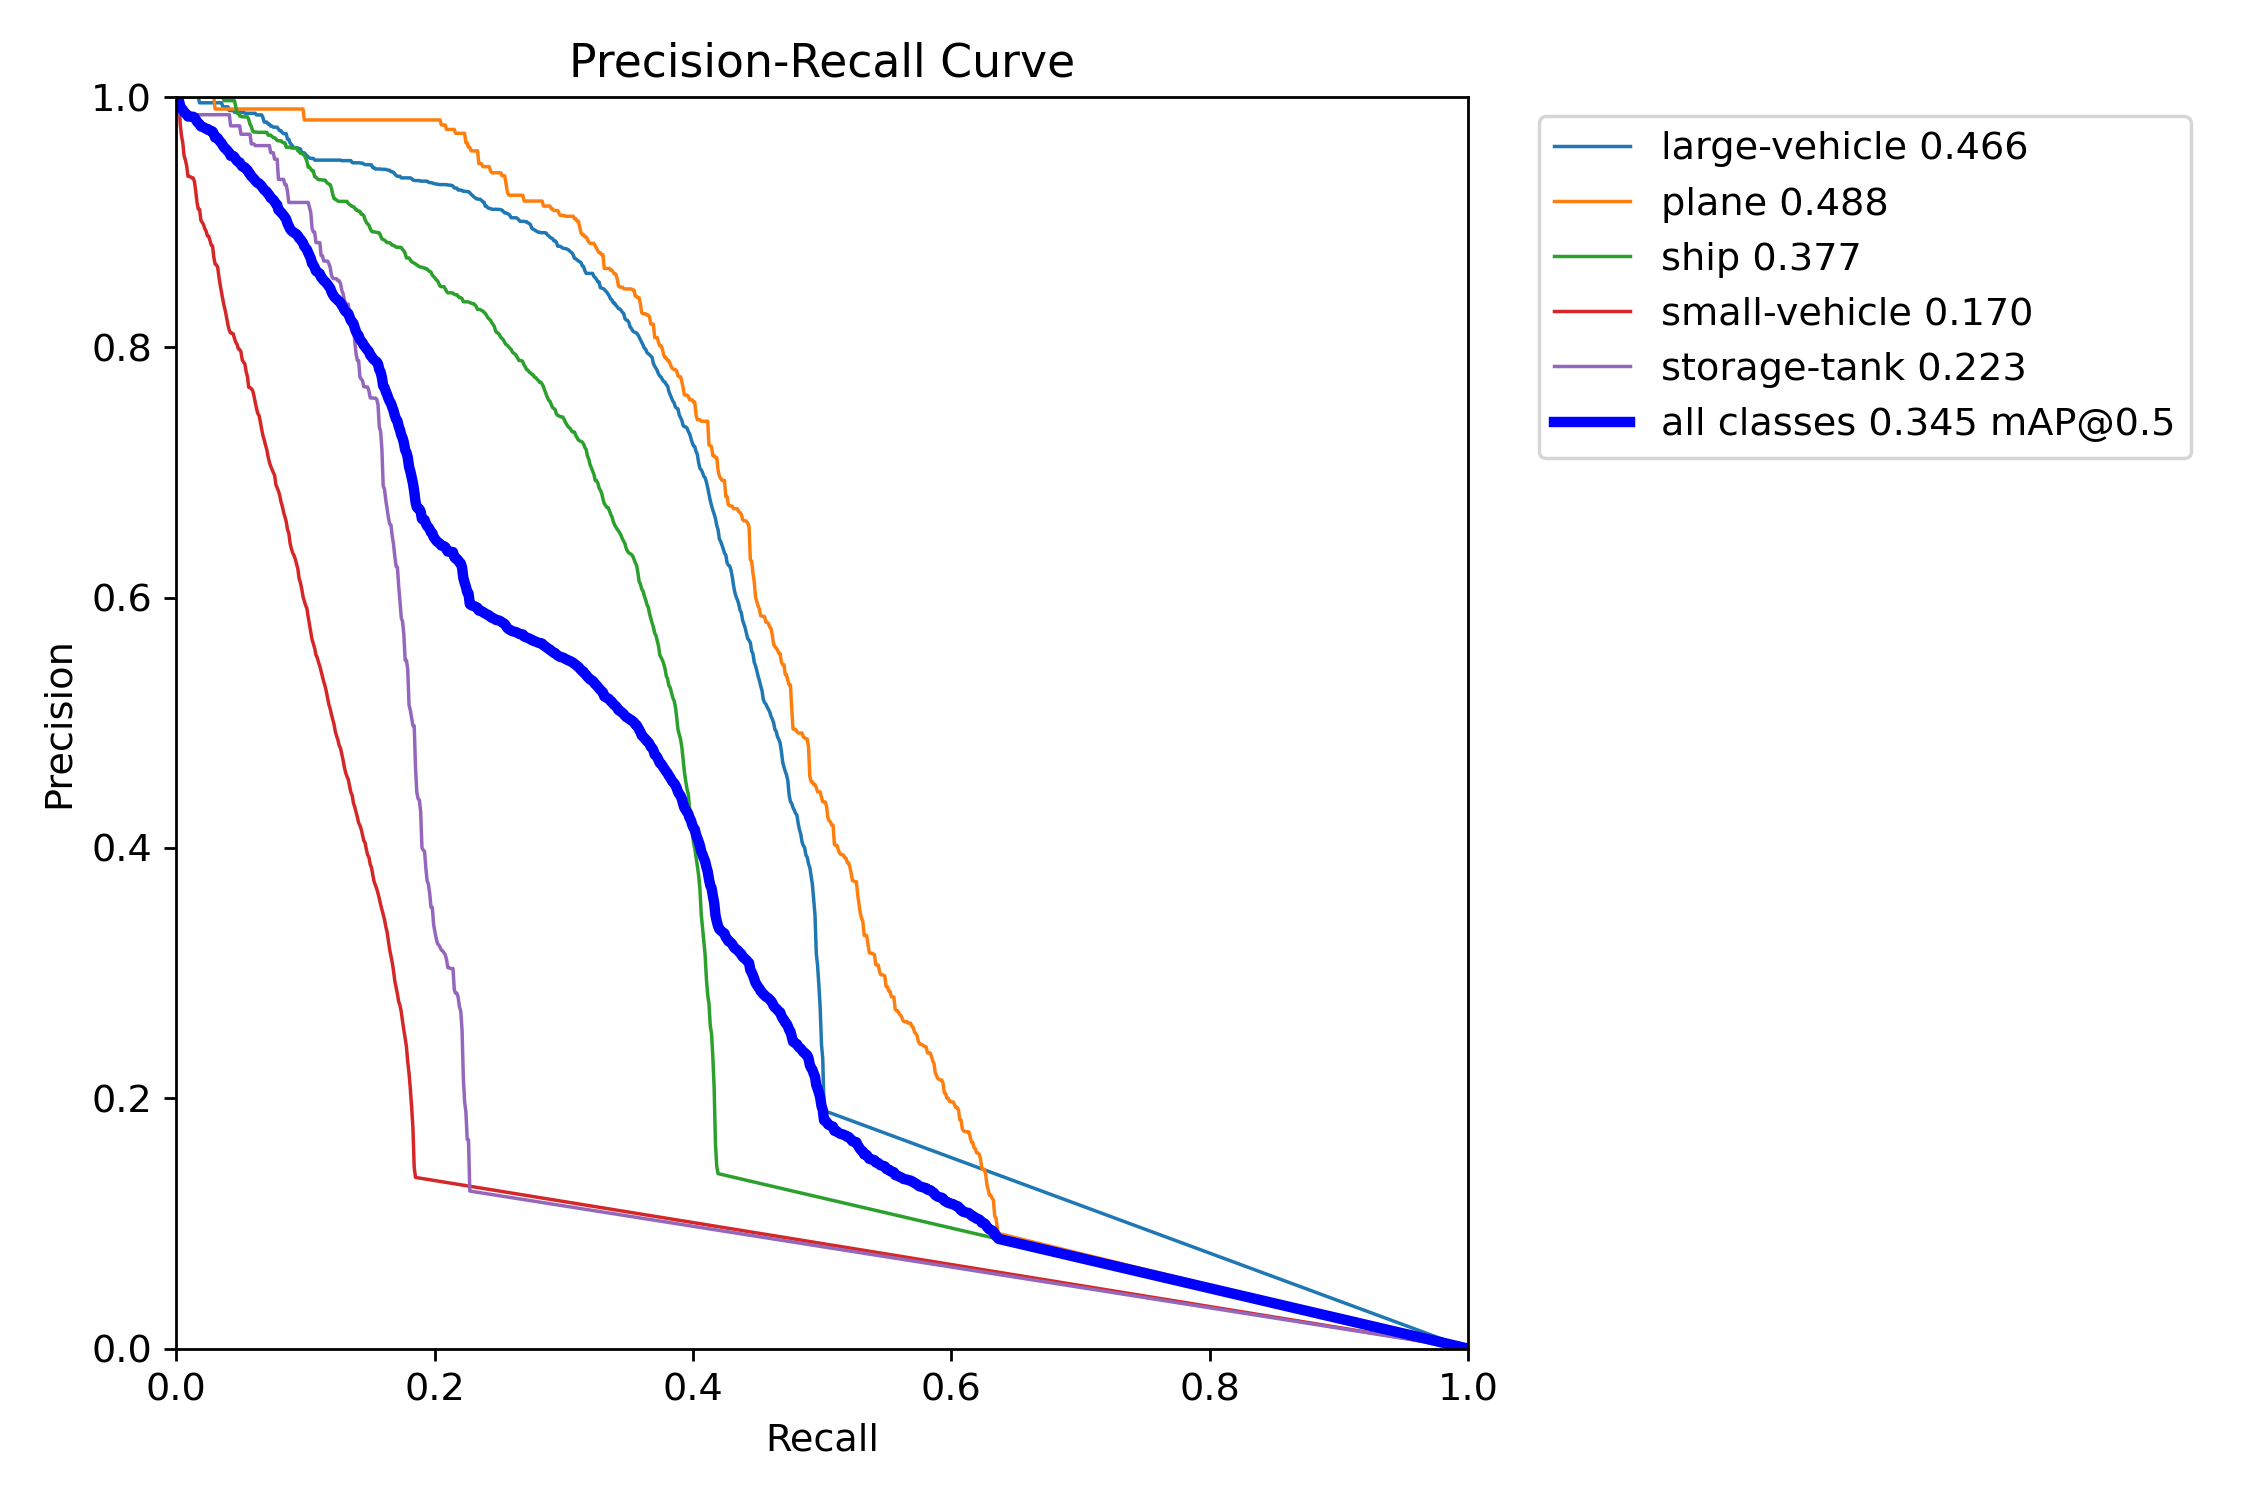 Precision-Recall Curve
1.0
0.8
0.6
0.4
0.2
0.0
Precision
0.0 0.2 0.4 0.6 0.8 1.0
Recall
large-vehicle 0.466
plane 0.488
ship 0.377
small-vehicle 0.170
storage-tank 0.223
all classes 0.345 mAP@0.5